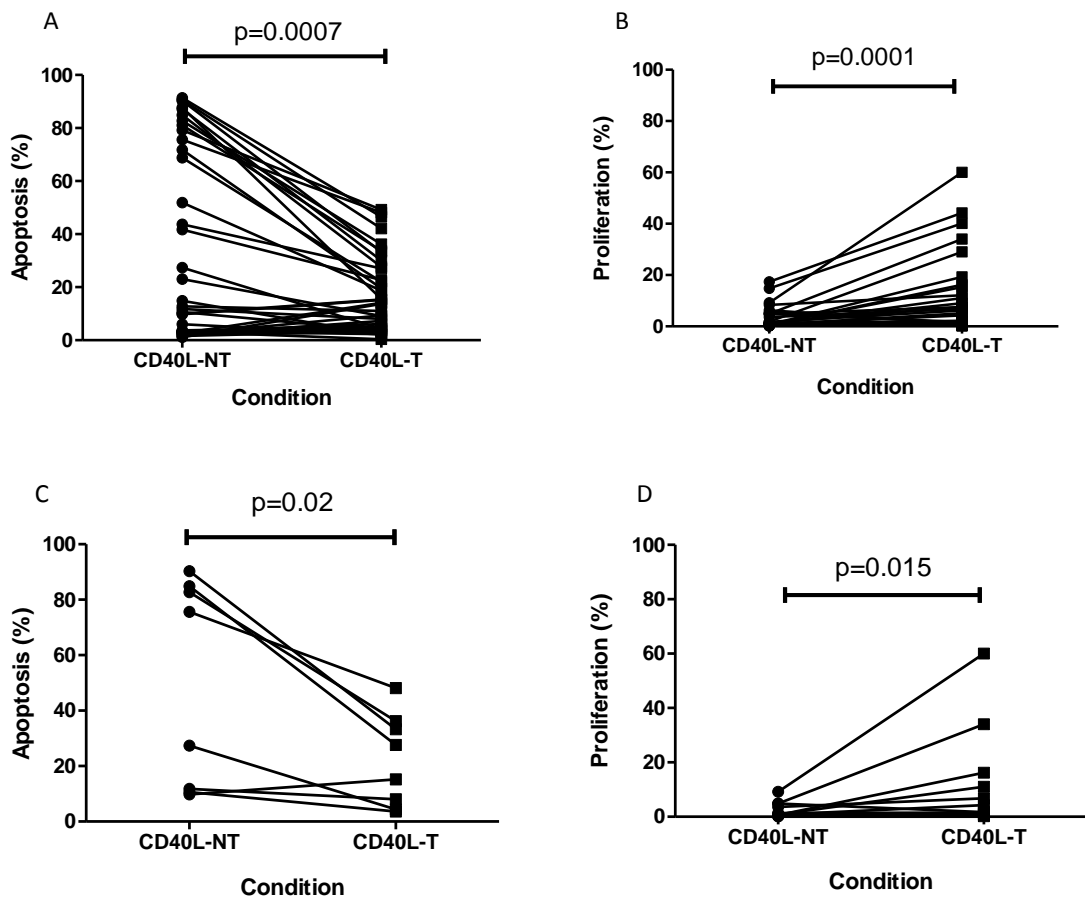 A
p=0.0007
Apoptosis (%)
100
80
60
40
20
0
CD40L-NT CD40L-T
Condition
B
p=0.0001
Proliferation (%)
100
80
60
40
20
0
CD40L-NT CD40L-T
Condition
C
p=0.02
Apoptosis (%)
100
80
60
40
20
0
CD40L-NT CD40L-T
Condition
D
p=0.015
Proliferation (%)
100
80
60
40
20
0
CD40L-NT CD40L-T
Condition